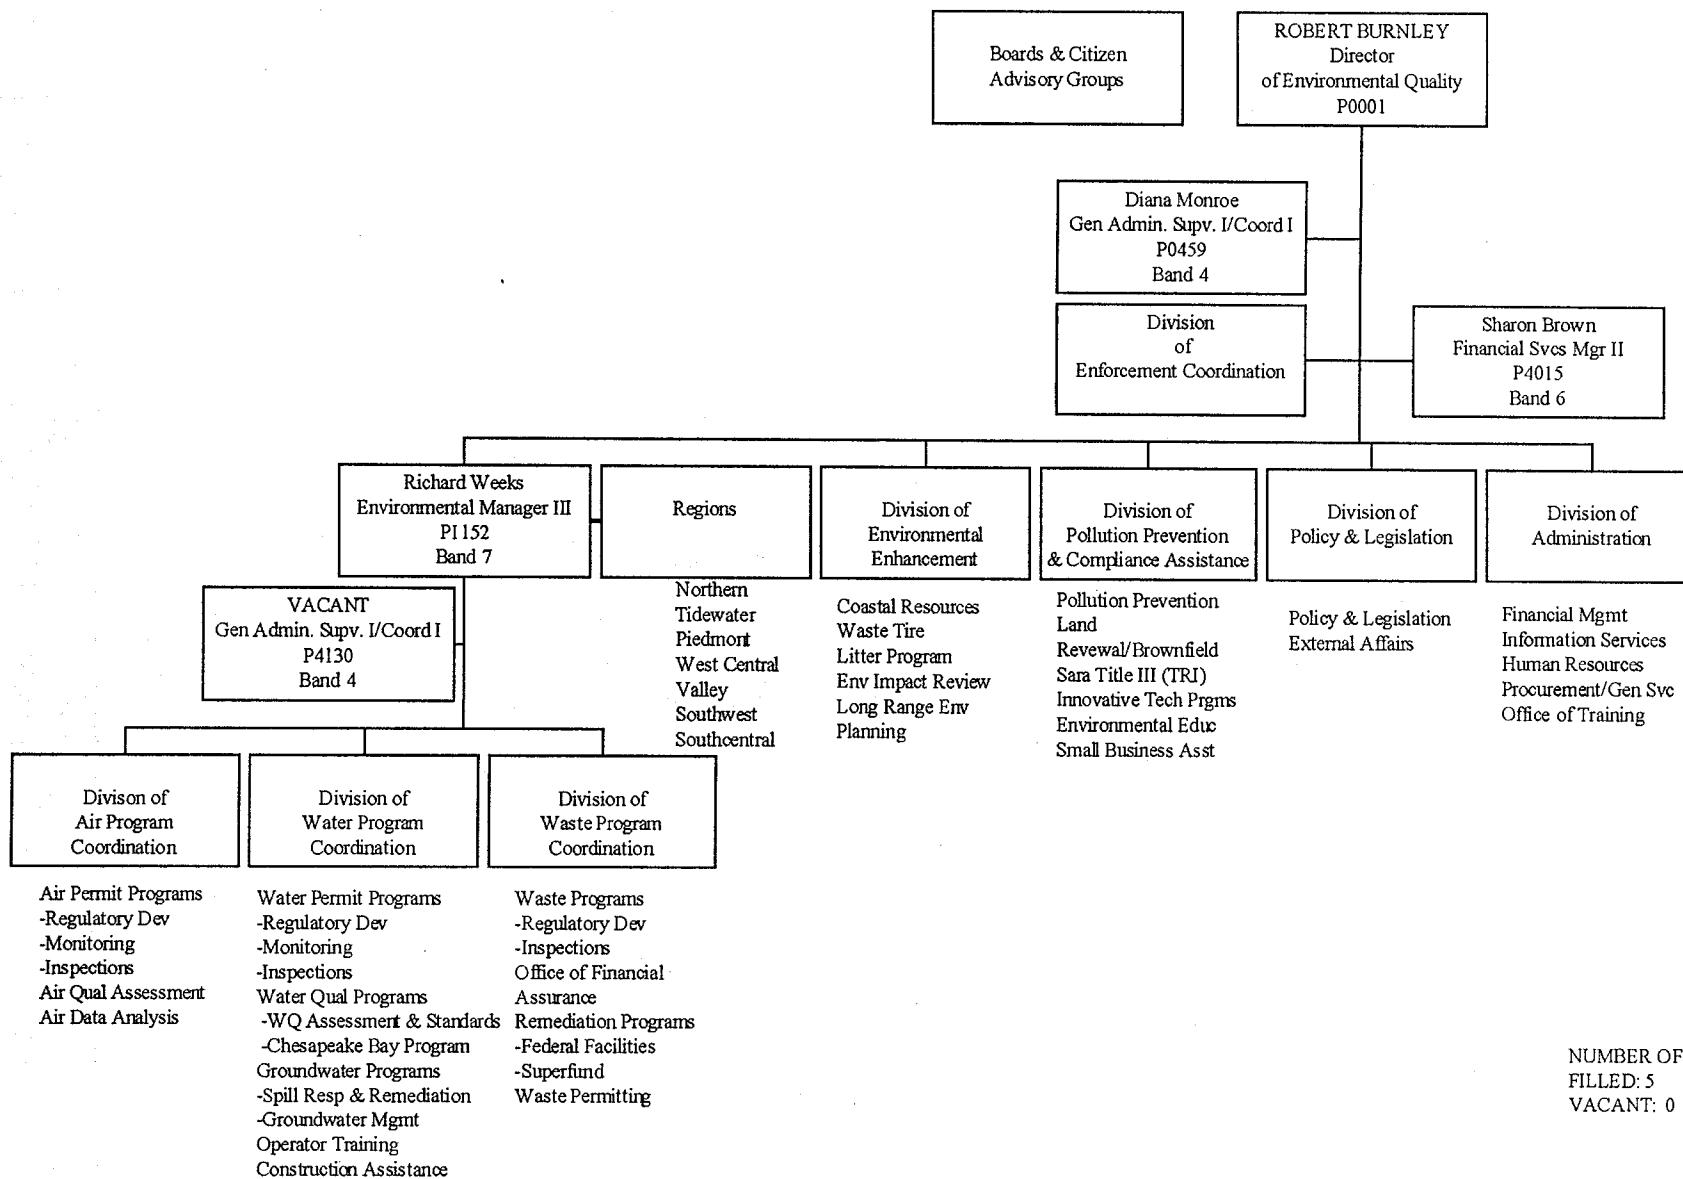 Boards & Citizen
Advisory Groups
ROBERT BURNLEY
Director
of Environmental Quality
P0001
Diana Monroe
Gen Admin. Supv. I/Coord I
P0459
Band 4
Division
of
Enforcement Coordination
Sharon Brown
Financial Svcs Mgr II
P4015
Band 6
Richard Weeks
Environmental Manager III
PI152
Band 7
Regions
Northern
Tidewater
Piedmont
West Central
Valley
Southwest
Southcentral
Division of
Environmental
Enhancement
Coastal Resources
Waste Tire
Litter Program
Env Impact Review
Long Range Env
Planning
Division of
Pollution Prevention
& Compliance Assistance
Pollution Prevention
Land
Revewal/Brownfield
Sara Title III (TRI)
Innovative Tech Prgms
Environmental Educ
Small Business Asst
Division of
Policy & Legislation
Policy & Legislation
External Affairs
Division of
Administration
Financial Mgmt
Information Services
Human Resources
Procurement/Gen Svc
Office of Training
VACANT
Gen Admin. Supv. I/Coord I
P4130
Band 4
Divison of
Air Program
Coordination
Air Permit Programs
-Regulatory Dev
-Monitoring
-Inspections
Air Qual Assessment
Air Data Analysis
Division of
Water Program
Coordination
Water Permit Programs
-Regulatory Dev
-Monitoring
-Inspections
Water Qual Programs
-WQ Assessment & Standards
-Chesapeake Bay Program
Groundwater Programs
-Spill Resp & Remediation
-Groundwater Mgmt
Operator Training
Construction Assistance
Division of
Waste Program
Coordination
Waste Programs
-Regulatory Dev
-Inspections
Office of Financial
Assurance
Remediation Programs
-Federal Facilities
-Superfund
Waste Permitting
NUMBER OF
FILLED: 5
VACANT: 0